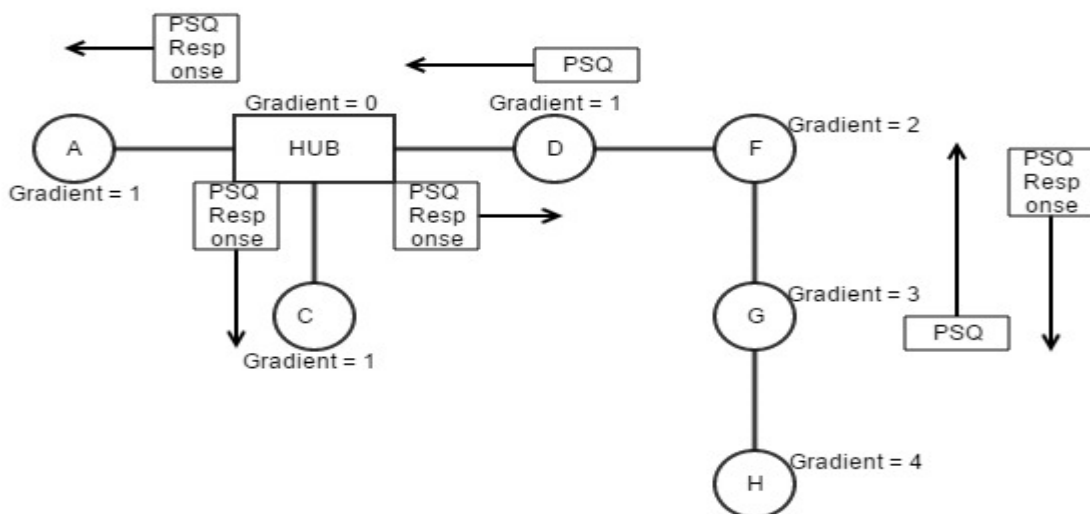 PSQ
Resp
onse
PSQ
Gradient = 0
Gradient = 1
Gradient = 2
A
HUB
D
F
Gradient = 1
PSQ
Resp
onse
PSQ
Resp
onse
PSQ
Resp
onse
C
G
Gradient = 3
PSQ
Gradient = 1
H
Gradient = 4